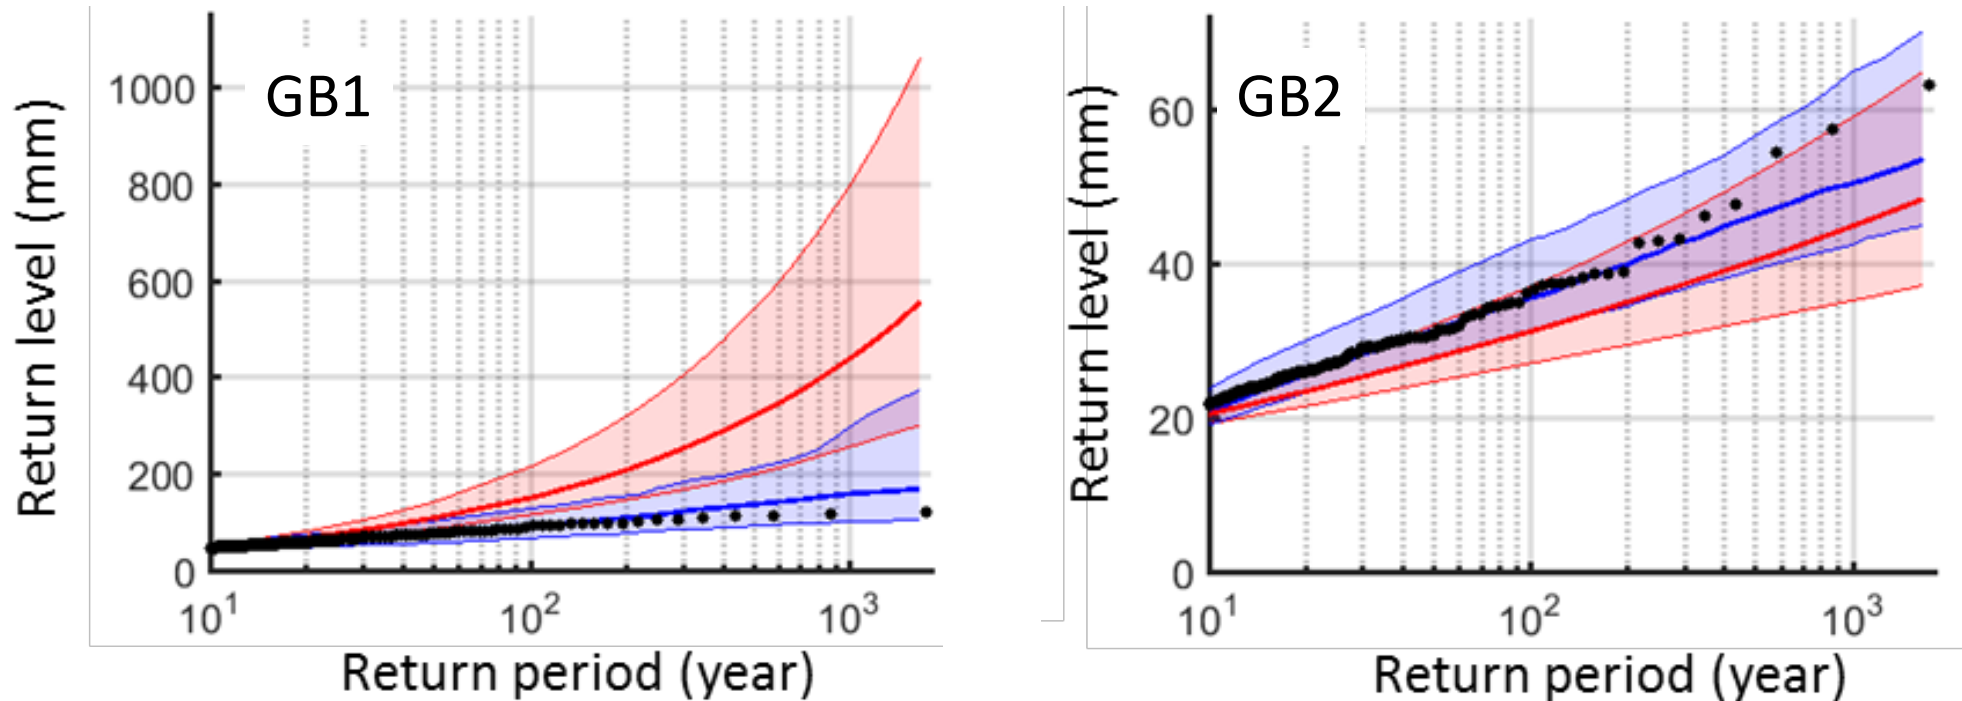 GB1
Return level (mm)
1000
800
600
400
200
0
10^1
10^2
10^3
Return period (year)
GB2
Return level (mm)
60
40
20
0
10^1
10^2
10^3
Return period (year)